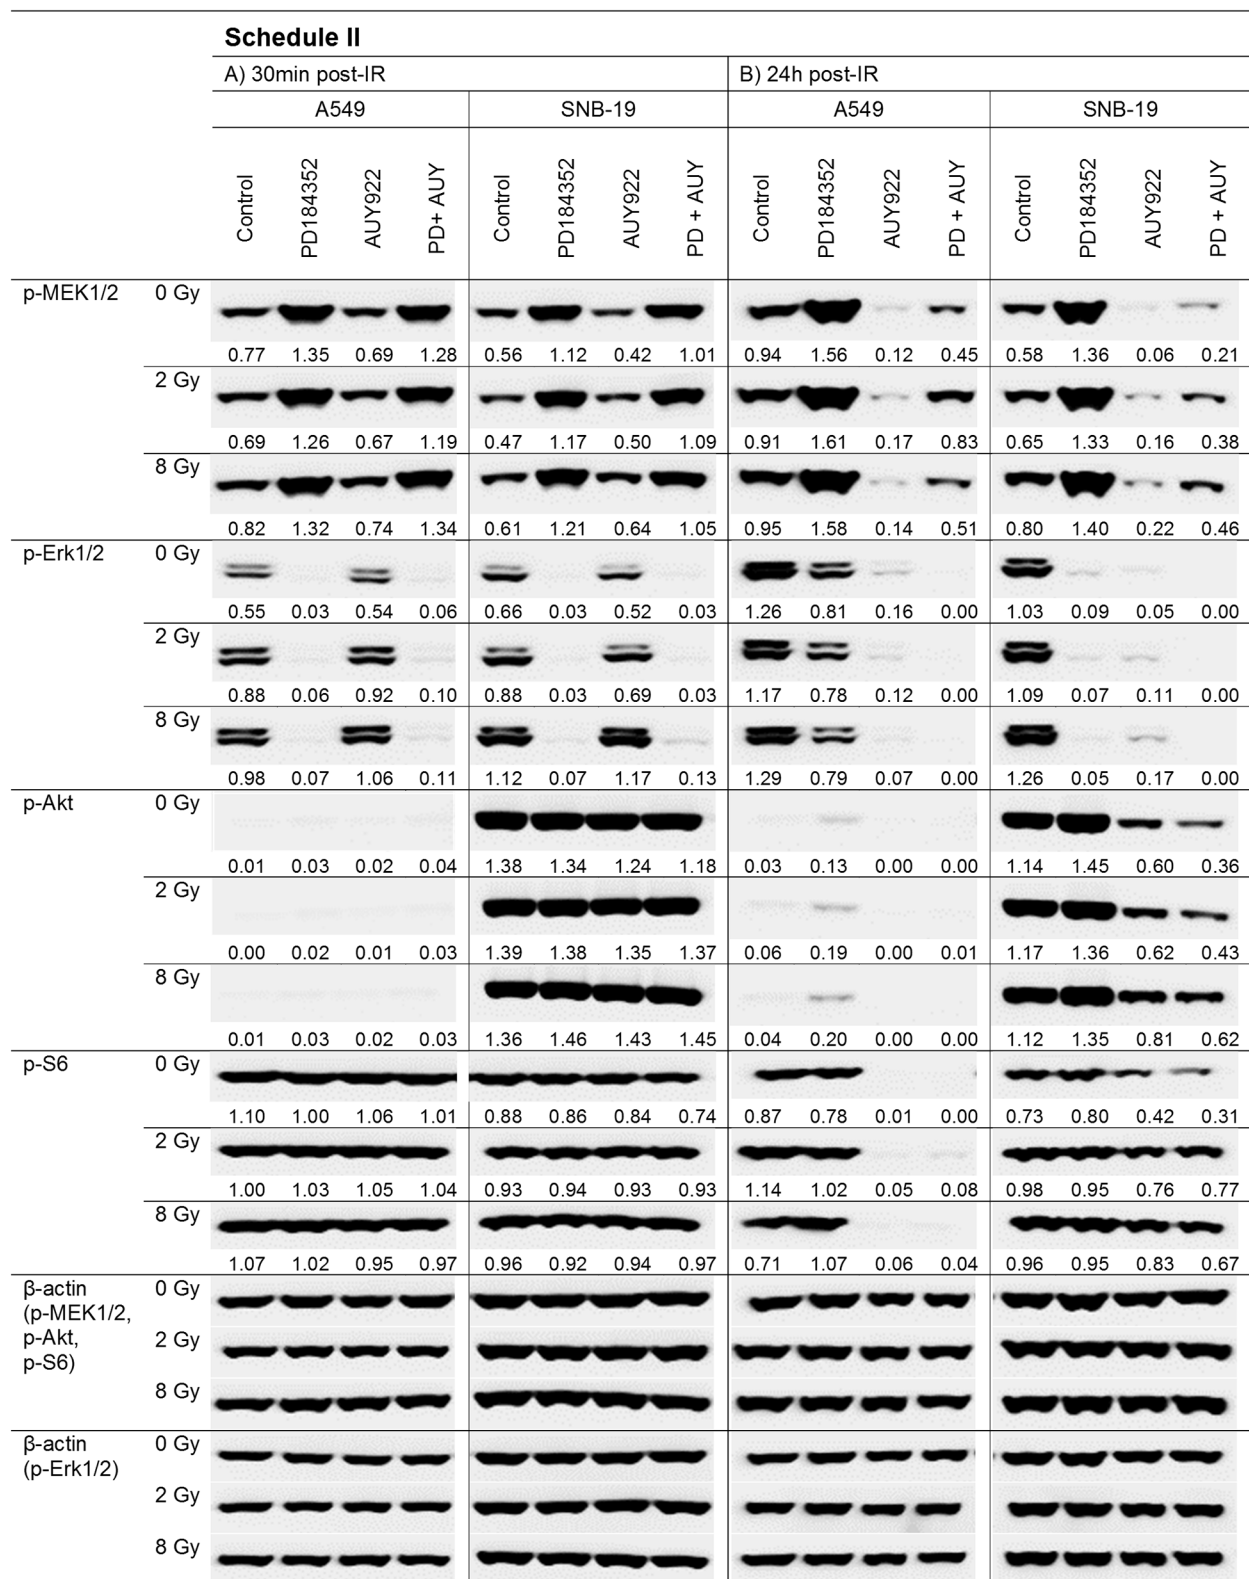 Schedule II
A) 30min post-IR B) 24h post-IR
A549 SNB-19 A549 SNB-19
Control PD184352 AUY922 PD+ AUY Control PD184352 AUY922 PD + AUY Control PD184352 AUY922 PD + AUY Control PD184352 AUY922 PD + AUY
p-MEK1/2 0 Gy
0.77 1.35 0.69 1.28 0.56 1.12 0.42 1.01 0.94 1.56 0.12 0.45 0.58 1.36 0.06 0.21
2 Gy
0.69 1.26 0.67 1.19 0.47 1.17 0.50 1.09 0.91 1.61 0.17 0.83 0.65 1.33 0.16 0.38
8 Gy
0.82 1.32 0.74 1.34 0.61 1.21 0.64 1.05 0.95 1.58 0.14 0.51 0.80 1.40 0.22 0.46
p-Erk1/2 0 Gy
0.55 0.03 0.54 0.06 0.66 0.03 0.52 0.03 1.26 0.81 0.16 0.00 1.03 0.09 0.05 0.00
2 Gy
0.88 0.06 0.92 0.10 0.88 0.03 0.69 0.03 1.17 0.78 0.12 0.00 1.09 0.07 0.11 0.00
8 Gy
0.98 0.07 1.06 0.11 1.12 0.07 1.17 0.13 1.29 0.79 0.07 0.00 1.26 0.05 0.17 0.00
p-Akt 0 Gy
0.01 0.03 0.02 0.04 1.38 1.34 1.24 1.18 0.03 0.13 0.00 0.00 1.14 1.45 0.60 0.36
2 Gy
0.00 0.02 0.01 0.03 1.39 1.38 1.35 1.37 0.06 0.19 0.00 0.01 1.17 1.36 0.62 0.43
8 Gy
0.01 0.03 0.02 0.03 1.36 1.46 1.43 1.45 0.04 0.20 0.00 0.00 1.12 1.35 0.81 0.62
p-S6 0 Gy
1.10 1.00 1.06 1.01 0.88 0.86 0.84 0.74 0.87 0.78 0.01 0.00 0.73 0.80 0.42 0.31
2 Gy
1.00 1.03 1.05 1.04 0.93 0.94 0.93 0.93 1.14 1.02 0.05 0.08 0.98 0.95 0.76 0.77
8 Gy
1.07 1.02 0.95 0.97 0.96 0.92 0.94 0.97 0.71 1.07 0.06 0.04 0.96 0.95 0.83 0.67
β-actin 0 Gy
(p-MEK1/2,
p-Akt, 2 Gy
p-S6)
8 Gy
β-actin 0 Gy
(p-Erk1/2)
2 Gy
8 Gy